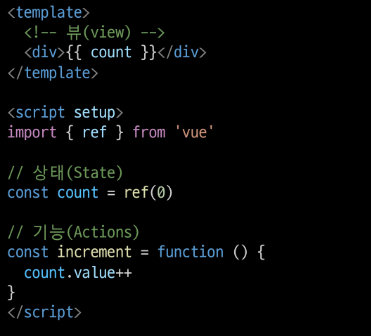 <template>
  <!-- 뷰(view) -->
  <div>{{ count }}</div>
</template>

<script setup>
import { ref } from 'vue'

// 상태(State)
const count = ref(0)

// 기능(Actions)
const increment = function () {
  count.value++
}
</script>